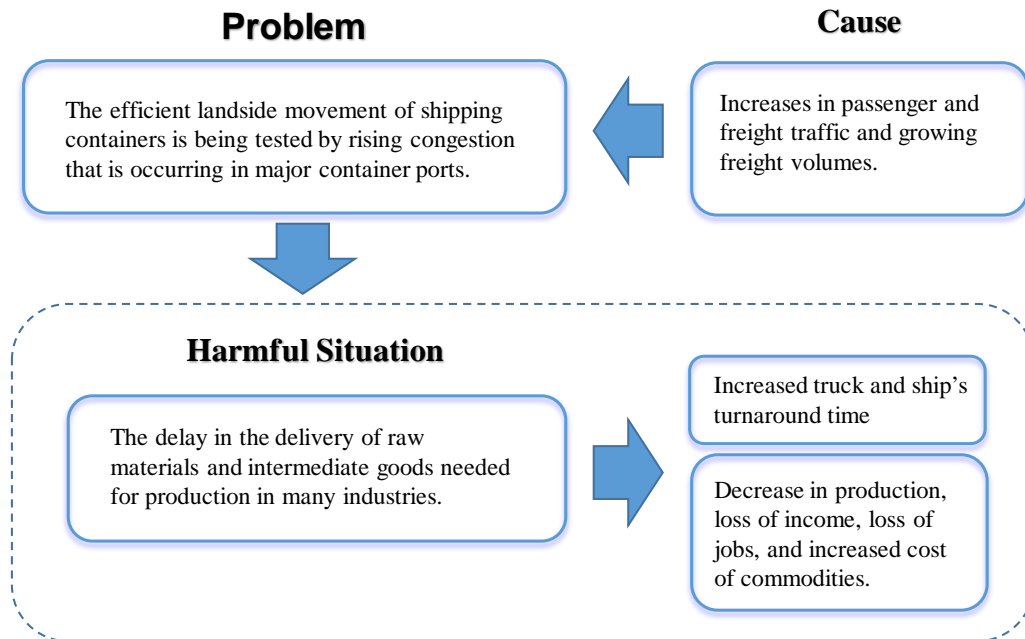 Problem
The efficient landside movement of shipping
containers is being tested by rising congestion
that is occurring in major container ports.
Cause
Increases in passenger and
freight traffic and growing
freight volumes.
Harmful Situation
The delay in the delivery of raw
materials and intermediate goods needed
for production in many industries.
Increased truck and ship’s
turnaround time
Decrease in production,
loss of income, loss of
jobs, and increased cost
of commodities.